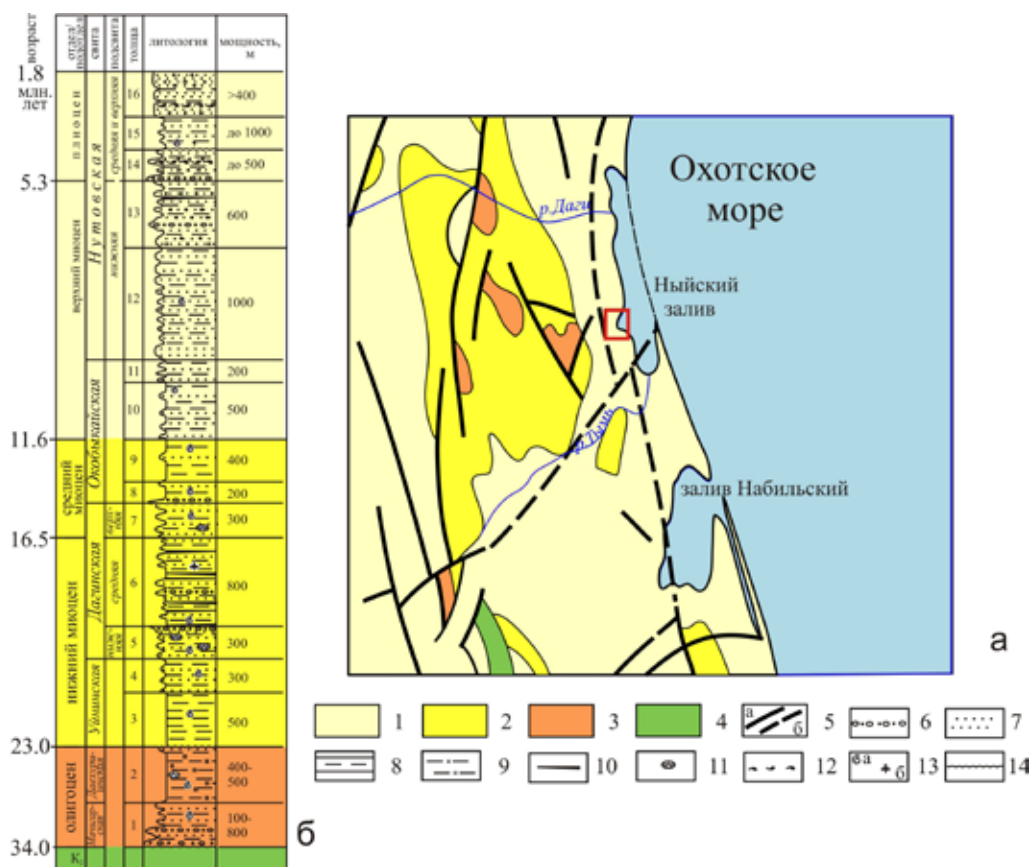 возраст
отдел/
подотдел
свита
подсвита
толща
литология
мощность,
м
1.8
млн.
лет
5.3
11.6
16.5
23.0
34.0
плиоцен
верхний миоцен
средний
миоцен
нижний миоцен
олигоцен
К
Нутовская
Окобыкайская
Дагинская
Уйнинская
средняя и верхняя
нижняя
средняя
16
>400
15
до 1000
14
до 500
13
600
12
1000
11
200
10
500
9
400
8
200
7
300
6
800
5
300
4
300
3
500
2
400-
500
1
100-
800
б
Охотское
море
р.Даги
Ныйский
залив
р.Тымь
залив Набильский
а
1
2
3
4
а
б
5
6
7
8
9
10
11
12
а
б
13
14